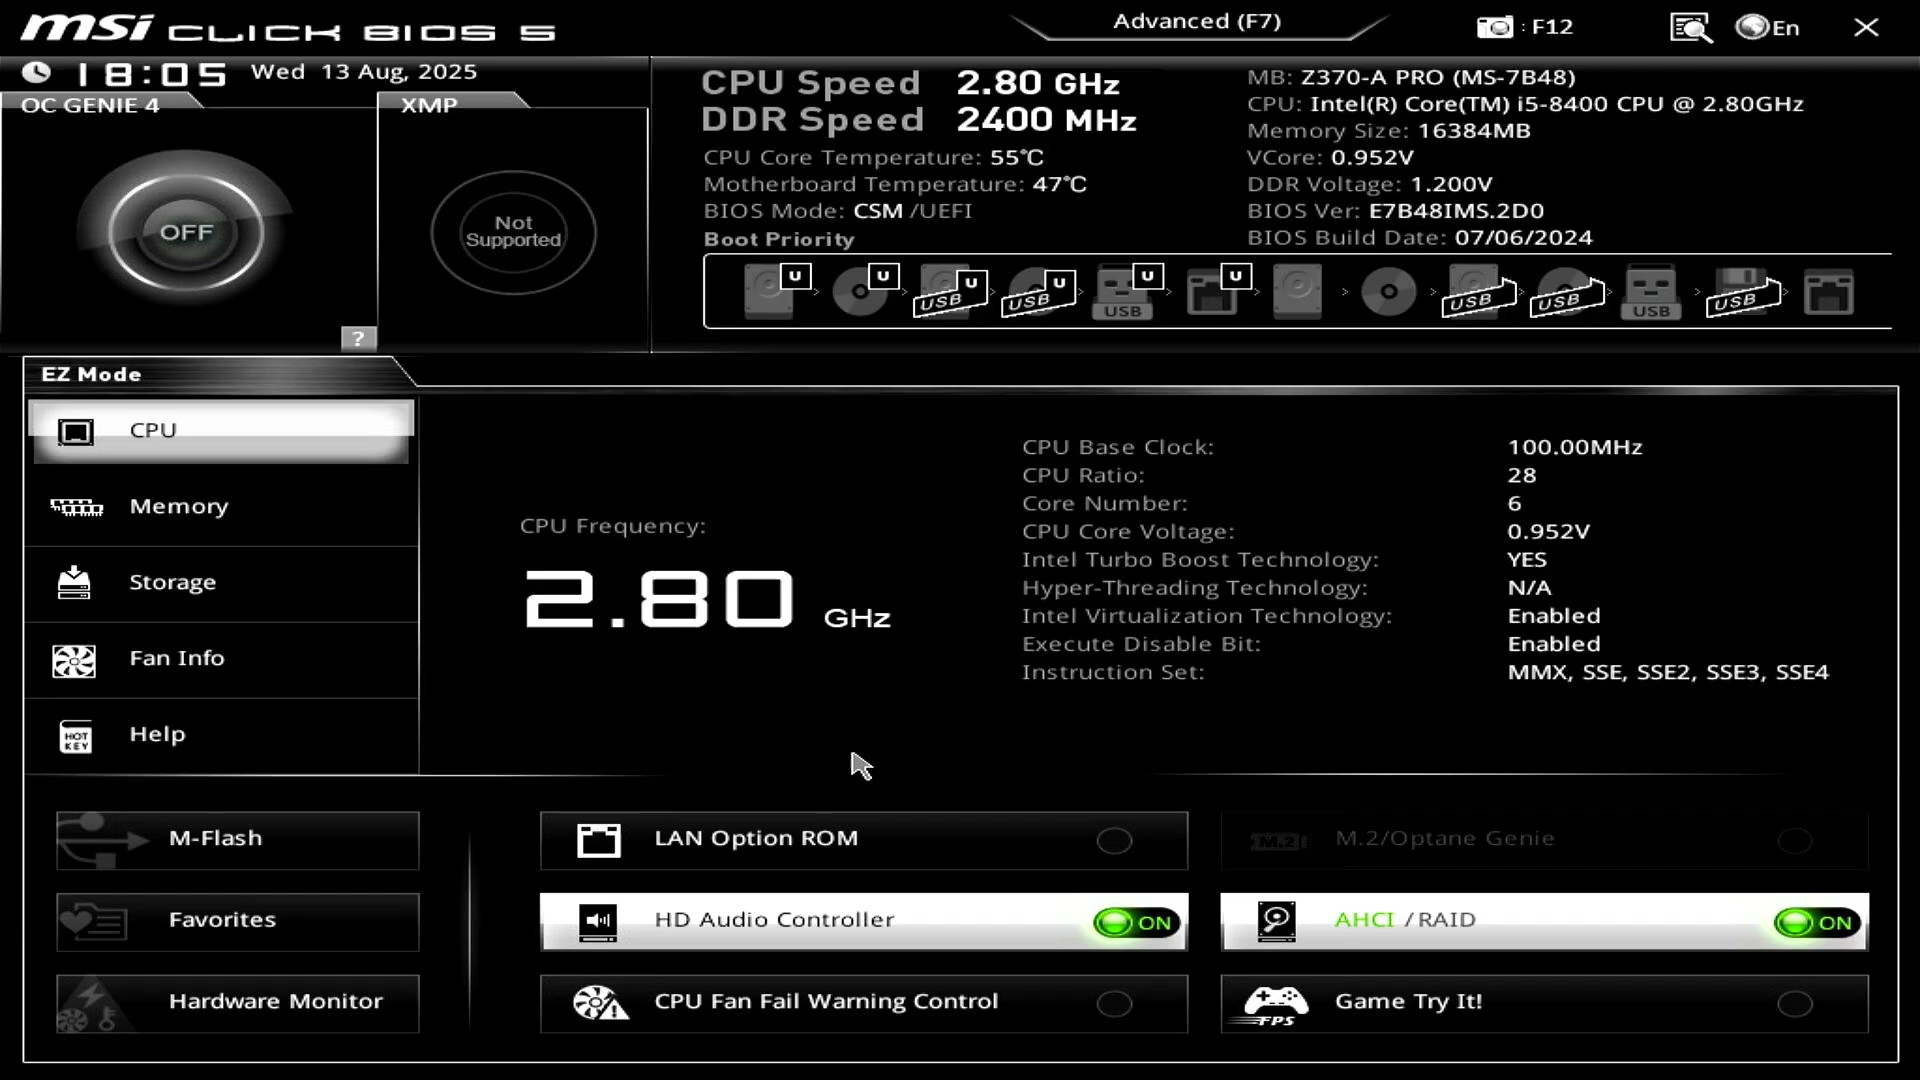 msi CLICK BIOS 5
Advanced (F7)
: F12
En
18:05 Wed 13 Aug, 2025
OC GENIE 4
XMP
OFF
Not
Supported
?
CPU Speed 2.80 GHz
DDR Speed 2400 MHz
CPU Core Temperature: 55℃
Motherboard Temperature: 47℃
BIOS Mode: CSM /UEFI
Boot Priority
MB: Z370-A PRO (MS-7B48)
CPU: Intel(R) Core(TM) i5-8400 CPU @ 2.80GHz
Memory Size: 16384MB
VCore: 0.952V
DDR Voltage: 1.200V
BIOS Ver: E7B48IMS.2D0
BIOS Build Date: 07/06/2024
U U USB U USB U USB U U USB USB USB USB
EZ Mode
CPU
Memory
Storage
Fan Info
HOT KEY Help
CPU Frequency:
2.80 GHz
CPU Base Clock: 100.00MHz
CPU Ratio: 28
Core Number: 6
CPU Core Voltage: 0.952V
Intel Turbo Boost Technology: YES
Hyper-Threading Technology: N/A
Intel Virtualization Technology: Enabled
Execute Disable Bit: Enabled
Instruction Set: MMX, SSE, SSE2, SSE3, SSE4
M-Flash
Favorites
Hardware Monitor
LAN Option ROM
HD Audio Controller ON
CPU Fan Fail Warning Control
M.2 M.2/Optane Genie
AHCI /RAID ON
FPS Game Try It!